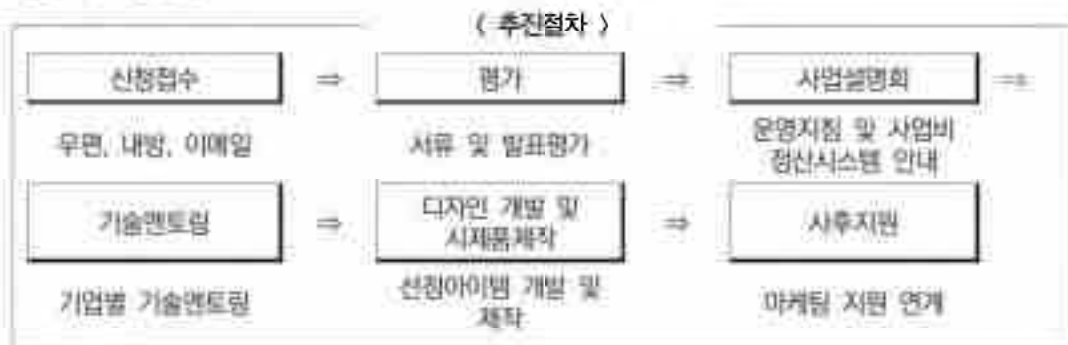 < 추진절차 >
신청접수 ⇒ 평가 ⇒ 사업설명회 ⇒
우편, 내방, 이메일 서류 및 발표평가 운영지침 및 사업비
정산시스템 안내
기술멘토링 ⇒ 디자인 개발 및
시제품제작 ⇒ 사후지원
기업별 기술멘토링 선정아이템 개발 및
제작 마케팅 지원 연계